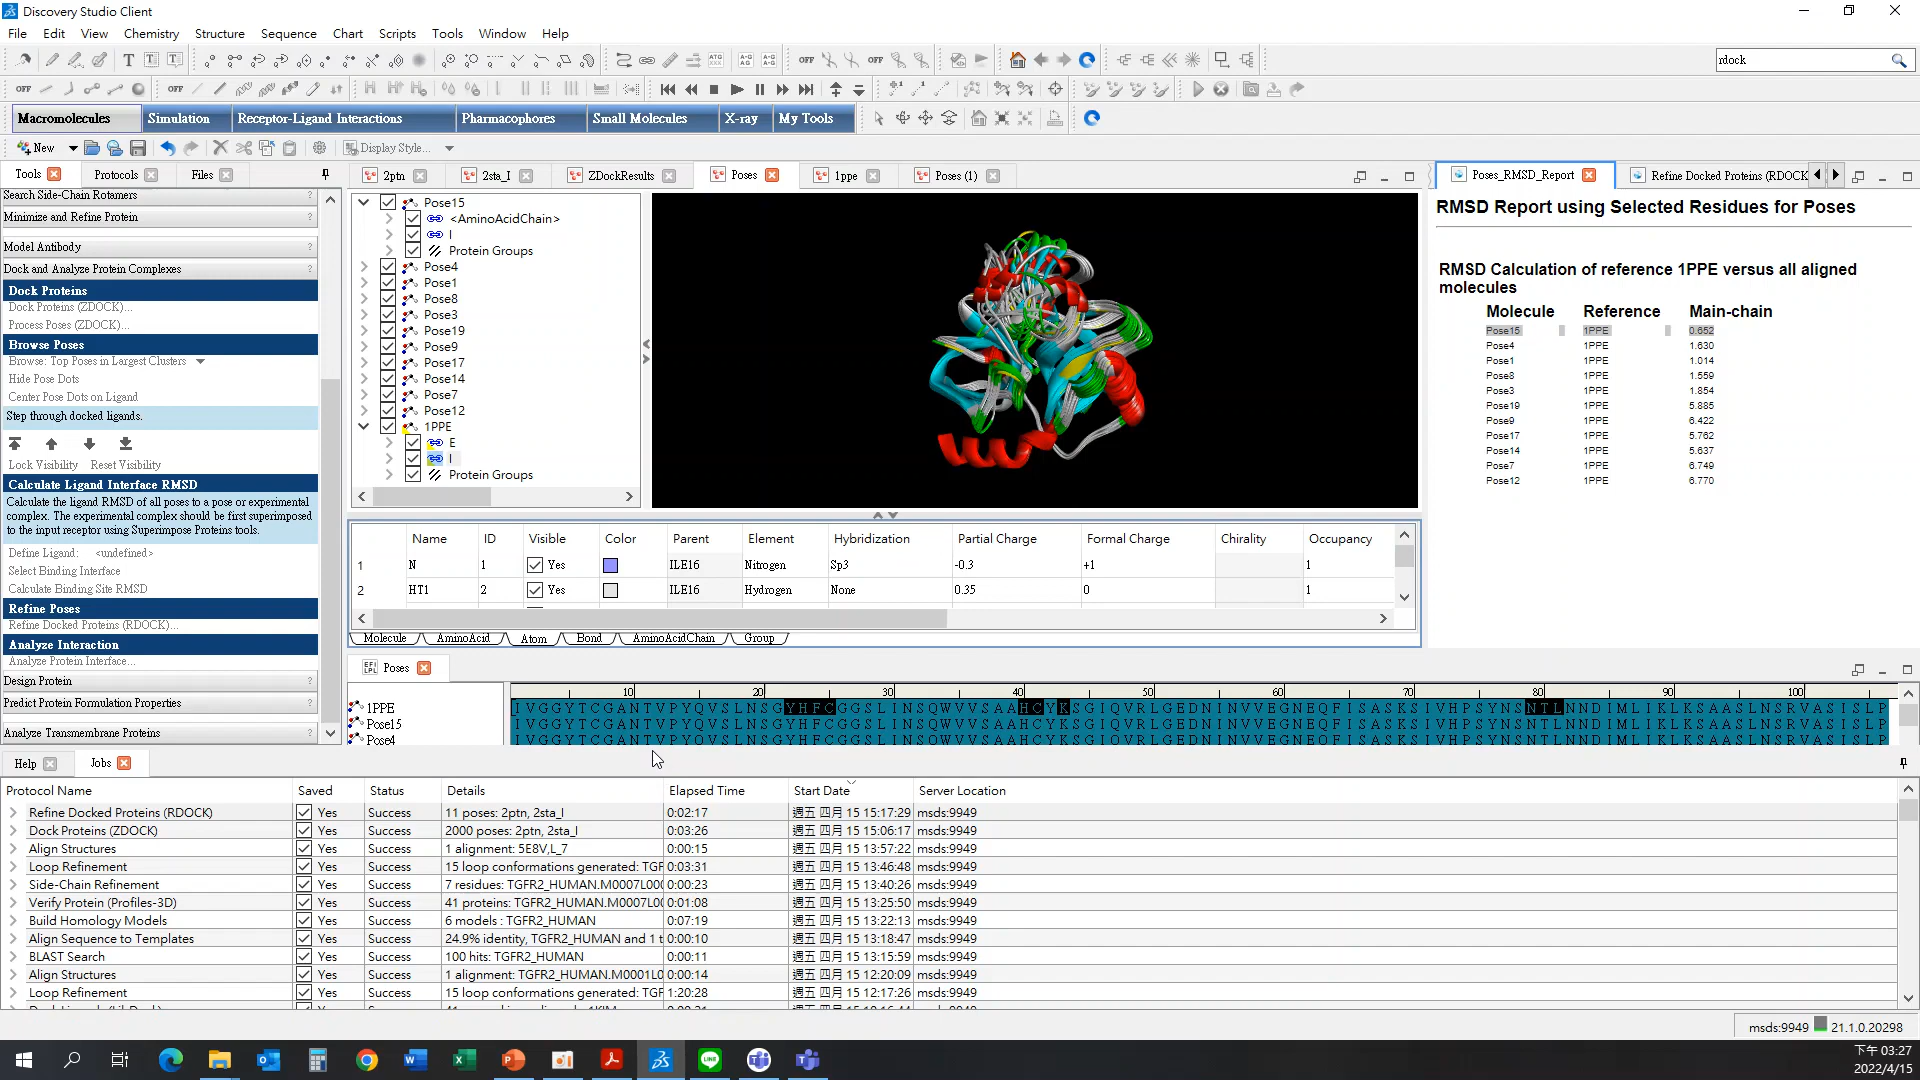 Discovery Studio Client
File Edit View Chemistry Structure Sequence Chart Scripts Tools Window Help
rdock
Macromolecules Simulation Receptor-Ligand Interactions Pharmacophores Small Molecules X-ray My Tools
New Display Style...
Tools Protocols Files
Search Side-Chain Rotamers ?
Minimize and Refine Protein ?
Model Antibody ?
Dock and Analyze Protein Complexes ?
Dock Proteins
Dock Proteins (ZDOCK)...
Process Poses (ZDOCK)...
Browse Poses
Browse: Top Poses in Largest Clusters
Hide Pose Dots
Center Pose Dots on Ligand
Step through docked ligands.
Lock Visibility Reset Visibility
Calculate Ligand Interface RMSD
Calculate the ligand RMSD of all poses to a pose or experimental
complex. The experimental complex should be first superimposed
to the input receptor using Superimpose Proteins tools.
Define Ligand: <undefined>
Select Binding Interface
Calculate Binding Site RMSD
Refine Poses
Refine Docked Proteins (RDOCK)...
Analyze Interaction
Analyze Protein Interface...
Design Protein ?
Predict Protein Formulation Properties ?
Analyze Transmembrane Proteins ?
2ptn 2sta_I ZDockResults Poses 1ppe Poses (1)
Pose15
<AminoAcidChain>
I
Protein Groups
Pose4
Pose1
Pose8
Pose3
Pose19
Pose9
Pose17
Pose14
Pose7
Pose12
1PPE
E
I
Protein Groups
Name ID Visible Color Parent Element Hybridization Partial Charge Formal Charge Chirality Occupancy
1 N 1 Yes ILE16 Nitrogen Sp3 -0.3 +1 1
2 HT1 2 Yes ILE16 Hydrogen None 0.35 0 1
Molecule AminoAcid Atom Bond AminoAcidChain Group
Poses_RMSD_Report Refine Docked Proteins (RDOCK
RMSD Report using Selected Residues for Poses
RMSD Calculation of reference 1PPE versus all aligned
molecules
Molecule Reference Main-chain
Pose15 1PPE 0.652
Pose4 1PPE 1.630
Pose1 1PPE 1.014
Pose8 1PPE 1.559
Pose3 1PPE 1.854
Pose19 1PPE 5.885
Pose9 1PPE 6.422
Pose17 1PPE 5.762
Pose14 1PPE 5.637
Pose7 1PPE 6.749
Pose12 1PPE 6.770
Poses
10 20 30 40 50 60 70 80 90 100
1PPE IVGGYTCGANTVPYQVSLNSGYHFCGGSLINSQWVVSAAHCYKSGIQVRLGEDNINVVEGNEQFISASKSIVHPSYNSNTLNNDIMLIKLKSAASLNSRVASISLP
Pose15 IVGGYTCGANTVPYQVSLNSGYHFCGGSLINSQWVVSAAHCYKSGIQVRLGEDNINVVEGNEQFISASKSIVHPSYNSNTLNNDIMLIKLKSAASLNSRVASISLP
Pose4 IVGGYTCGANTVPYQVSLNSGYHFCGGSLINSQWVVSAAHCYKSGIQVRLGEDNINVVEGNEQFISASKSIVHPSYNSNTLNNDIMLIKLKSAASLNSRVASISLP
Help Jobs
Protocol Name Saved Status Details Elapsed Time Start Date Server Location
Refine Docked Proteins (RDOCK) Yes Success 11 poses: 2ptn, 2sta_I 0:02:17 週五 四月 15 15:17:29 msds:9949
Dock Proteins (ZDOCK) Yes Success 2000 poses: 2ptn, 2sta_I 0:03:26 週五 四月 15 15:06:17 msds:9949
Align Structures Yes Success 1 alignment: 5E8V,L_7 0:00:15 週五 四月 15 13:57:22 msds:9949
Loop Refinement Yes Success 15 loop conformations generated: TGF 0:03:31 週五 四月 15 13:46:48 msds:9949
Side-Chain Refinement Yes Success 7 residues: TGFR2_HUMAN.M0007L000 0:00:23 週五 四月 15 13:40:26 msds:9949
Verify Protein (Profiles-3D) Yes Success 41 proteins: TGFR2_HUMAN.M0007L00 0:01:08 週五 四月 15 13:25:50 msds:9949
Build Homology Models Yes Success 6 models : TGFR2_HUMAN 0:07:19 週五 四月 15 13:22:13 msds:9949
Align Sequence to Templates Yes Success 24.9% identity, TGFR2_HUMAN and 1 t 0:00:10 週五 四月 15 13:18:47 msds:9949
BLAST Search Yes Success 100 hits: TGFR2_HUMAN 0:00:11 週五 四月 15 13:15:59 msds:9949
Align Structures Yes Success 1 alignment: TGFR2_HUMAN.M0001L0 0:00:14 週五 四月 15 12:20:09 msds:9949
Loop Refinement Yes Success 15 loop conformations generated: TGF 1:20:28 週五 四月 15 12:17:26 msds:9949
msds:9949 21.1.0.20298
下午 03:27
2022/4/15